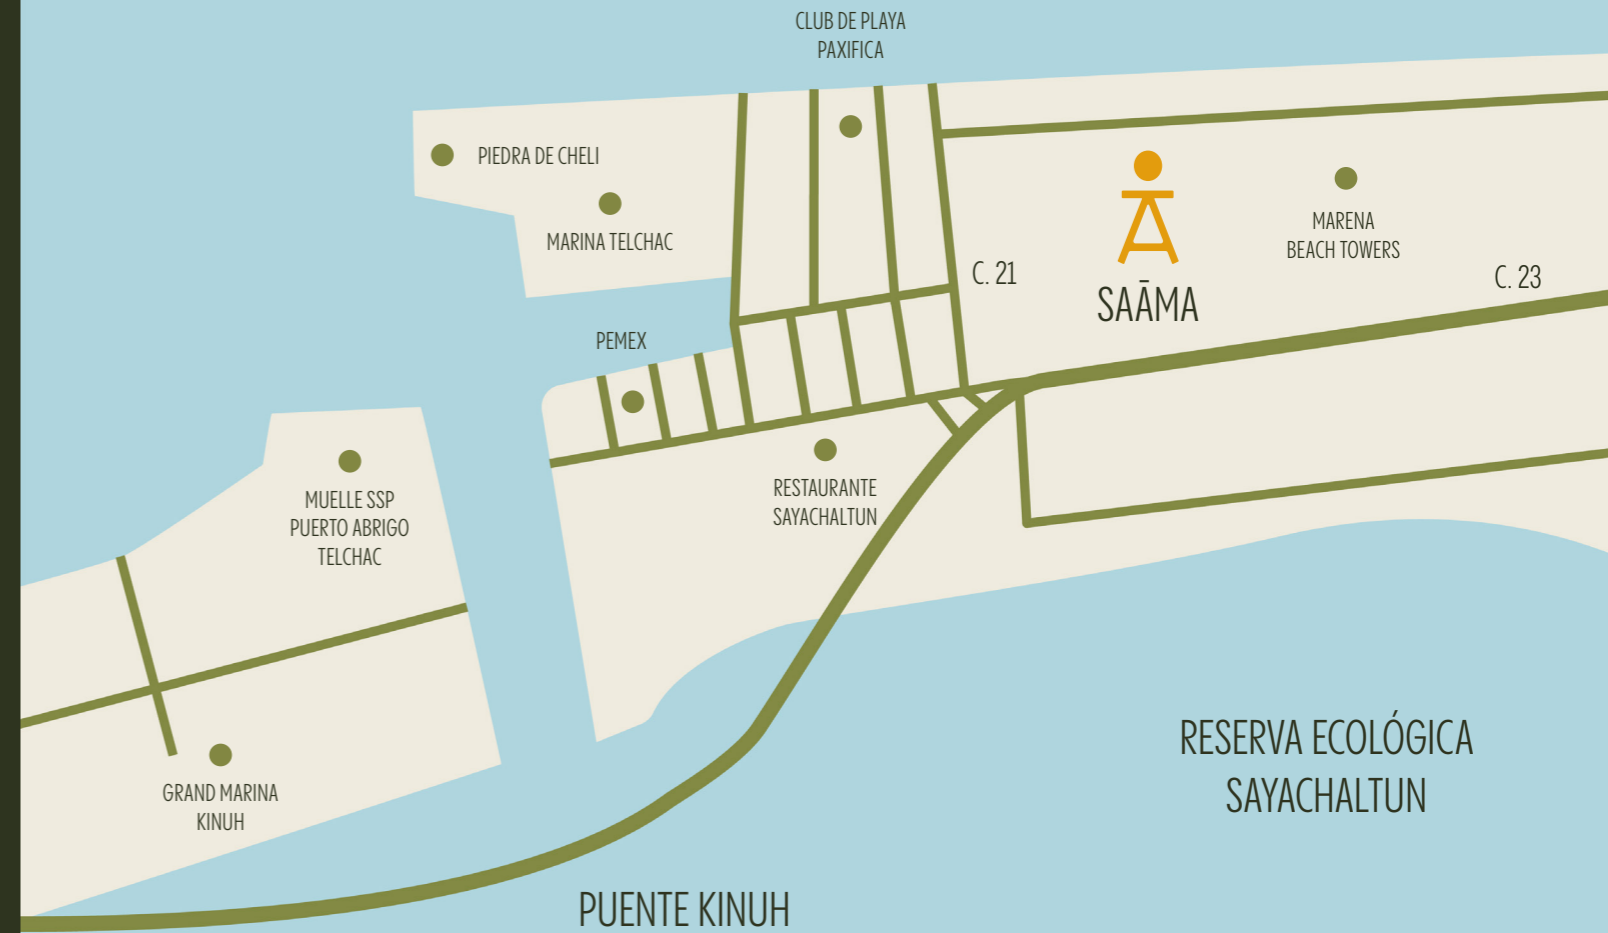 CLUB DE PLAYA
PAXIFICA
PIEDRA DE CHELI
MARINA TELCHAC
MARENA
BEACH TOWERS
C. 21
C. 23
SAĀMA
PEMEX
RESTAURANTE
SAYACHALTUN
MUELLE SSP
PUERTO ABRIGO
TELCHAC
RESERVA ECOLÓGICA
SAYACHALTUN
GRAND MARINA
KINUH
PUENTE KINUH